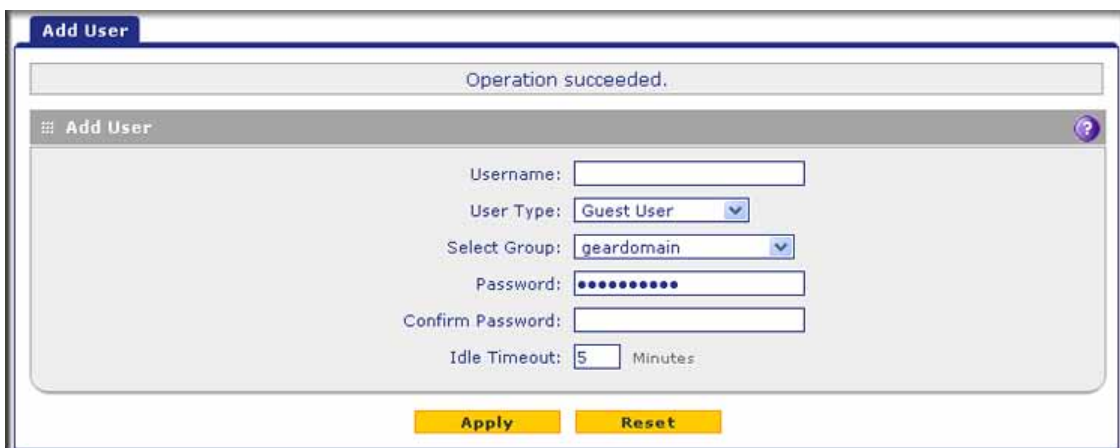 Add User
Operation succeeded.
Add User ?
Username:
User Type: Guest User
Select Group: geardomain
Password: ••••••••••
Confirm Password:
Idle Timeout: 5 Minutes
Apply Reset